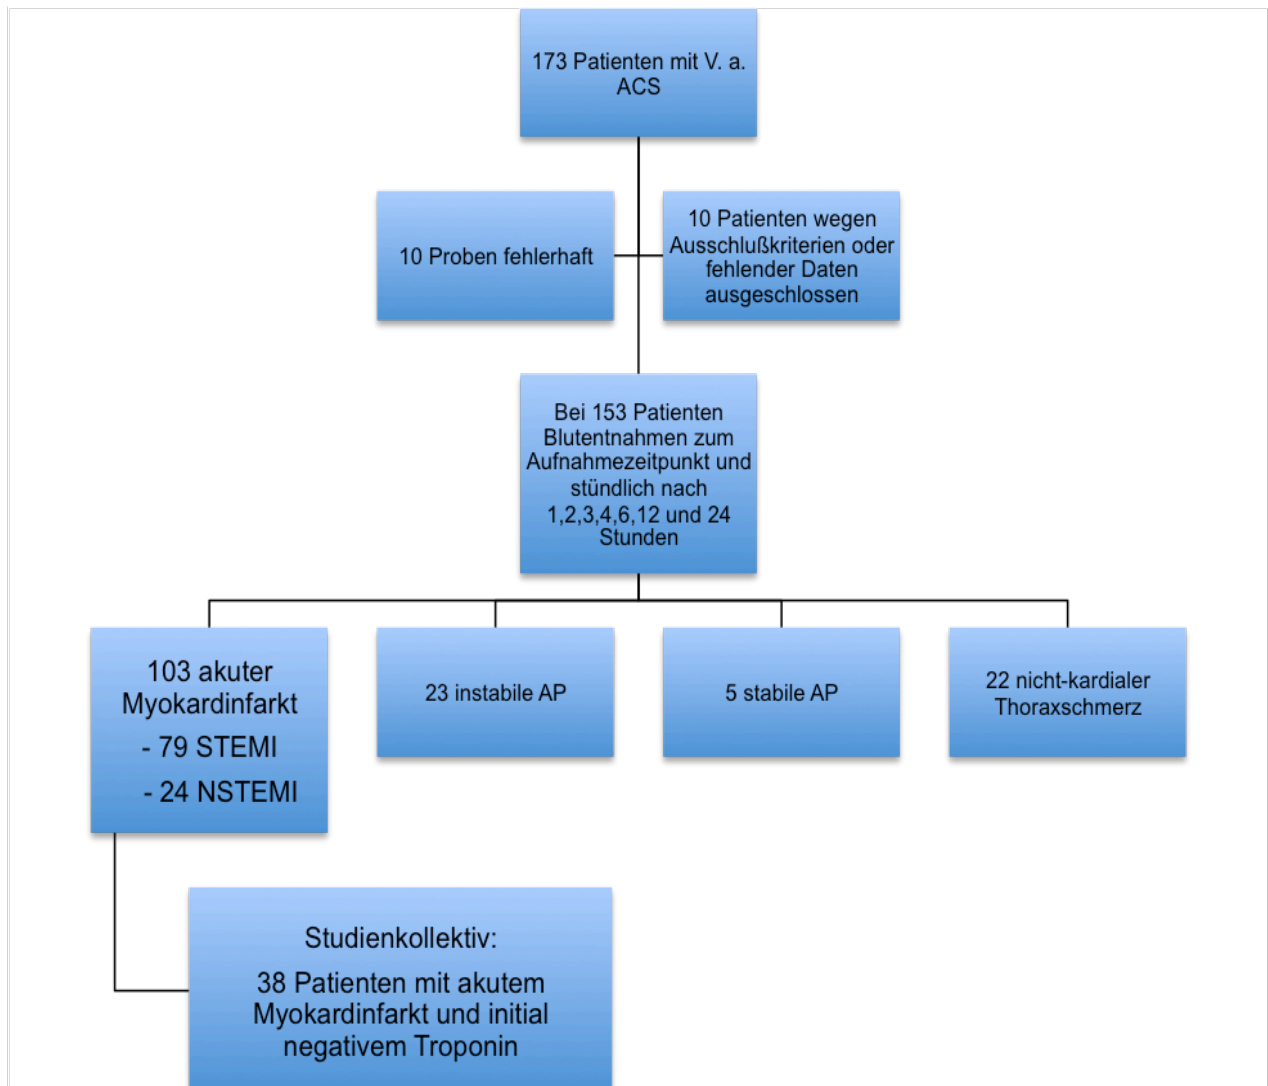 173 Patienten mit V. a.
ACS
10 Proben fehlerhaft
10 Patienten wegen
Ausschlußkriterien oder
fehlender Daten
ausgeschlossen
Bei 153 Patienten
Blutentnahmen zum
Aufnahmezeitpunkt und
stündlich nach
1,2,3,4,6,12 und 24
Stunden
103 akuter
Myokardinfarkt
- 79 STEMI
- 24 NSTEMI
23 instabile AP
5 stabile AP
22 nicht-kardialer
Thoraxschmerz
Studienkollektiv:
38 Patienten mit akutem
Myokardinfarkt und initial
negativem Troponin